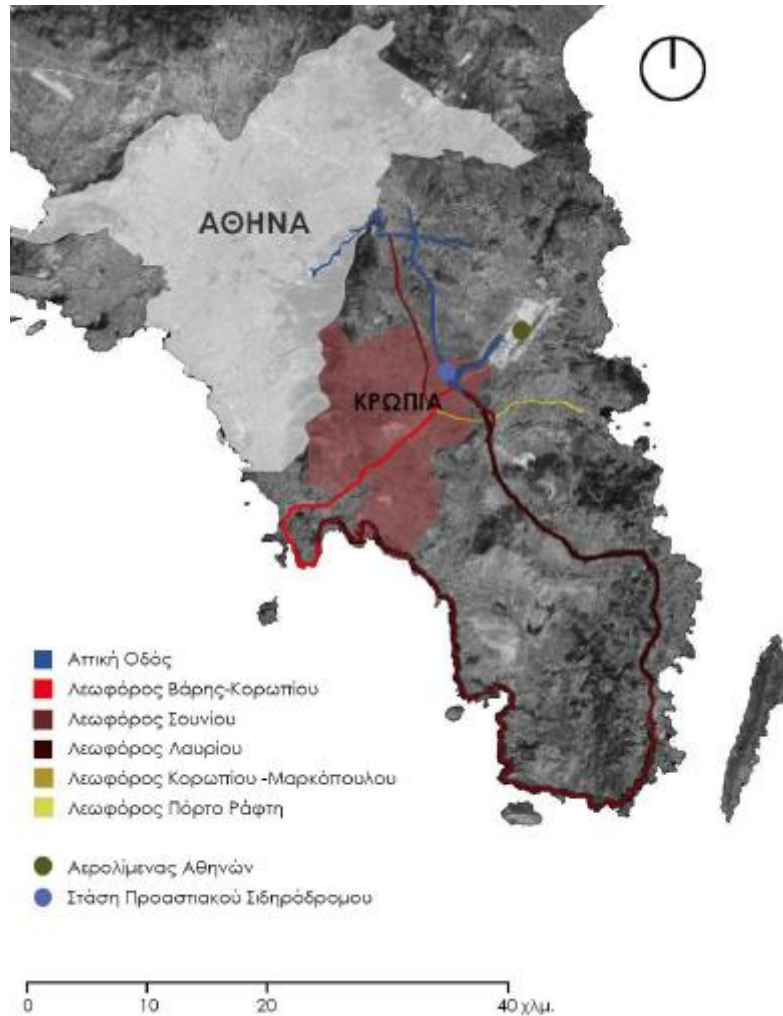 ΑΘΗΝΑ
ΚΡΩΠΙΑ
Αττική Οδός
Λεωφόρος Βάρης-Κορωπίου
Λεωφόρος Σουνίου
Λεωφόρος Λαυρίου
Λεωφόρος Κορωπίου -Μαρκόπουλου
Λεωφόρος Πόρτο Ράφτη
Αερολίμενας Αθηνών
Στάση Προαστιακού Σιδηρόδρομου
0 10 20 40 χλμ.